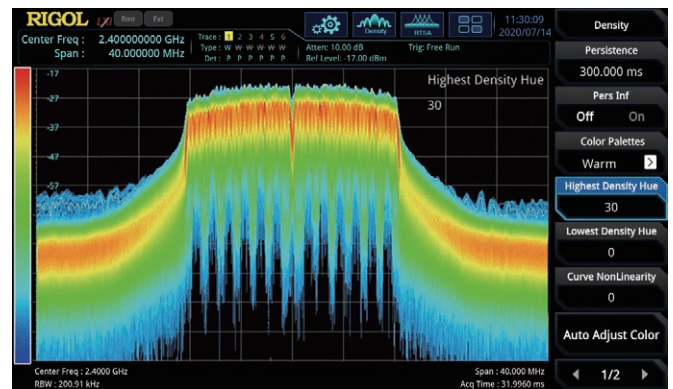 RIGOL LXI Rmt Ext
Density
RTSA
11:30:09
2020/07/14
Center Freq : 2.400000000 GHz
Span : 40.000000 MHz
Trace : 1 2 3 4 5 6
Type : W W W W W W
Det : P P P P P P
Atten: 10.00 dB
Ref Level: -17.00 dBm
Trig: Free Run
-17
-27
-37
-47
-57
Highest Density Hue
30
Density
Persistence
300.000 ms
Pers Inf
Off On
Color Palettes
Warm
Highest Density Hue
30
Lowest Density Hue
0
Curve NonLinearity
0
Auto Adjust Color
1/2
Center Freq : 2.4000 GHz
RBW : 200.91 kHz
Span : 40.000 MHz
Acq Time : 31.9960 ms